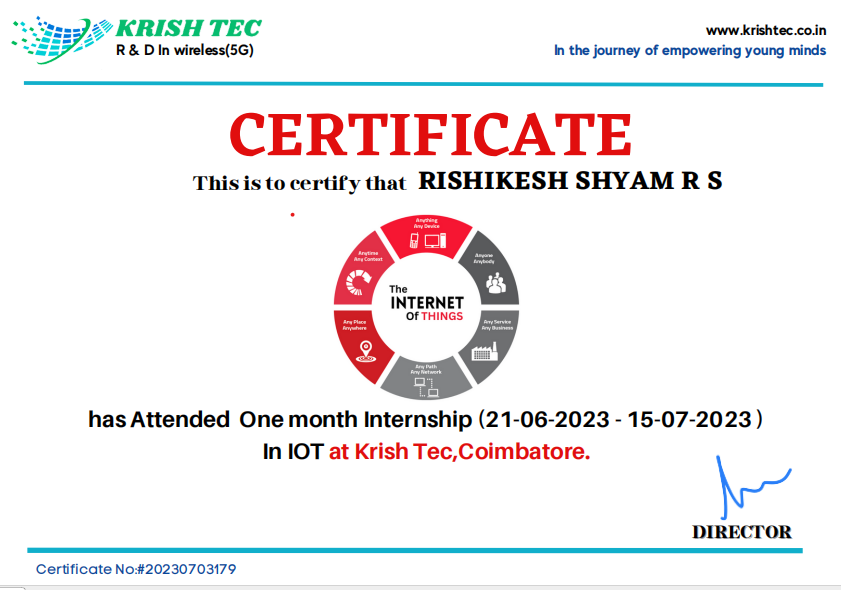 KRISH TEC
R & D In wireless(5G)
www.krishtec.co.in
In the journey of empowering young minds
CERTIFICATE
This is to certify that RISHIKESH SHYAM R S
Anything
Any Device
Anytime
Any Context
Anyone
Anybody
The
INTERNET
Of THINGS
Any Place
Anywhere
Any Service
Any Business
Any Path
Any Network
has Attended One month Internship (21-06-2023 - 15-07-2023 )
In IOT at Krish Tec,Coimbatore.
DIRECTOR
Certificate No:#20230703179